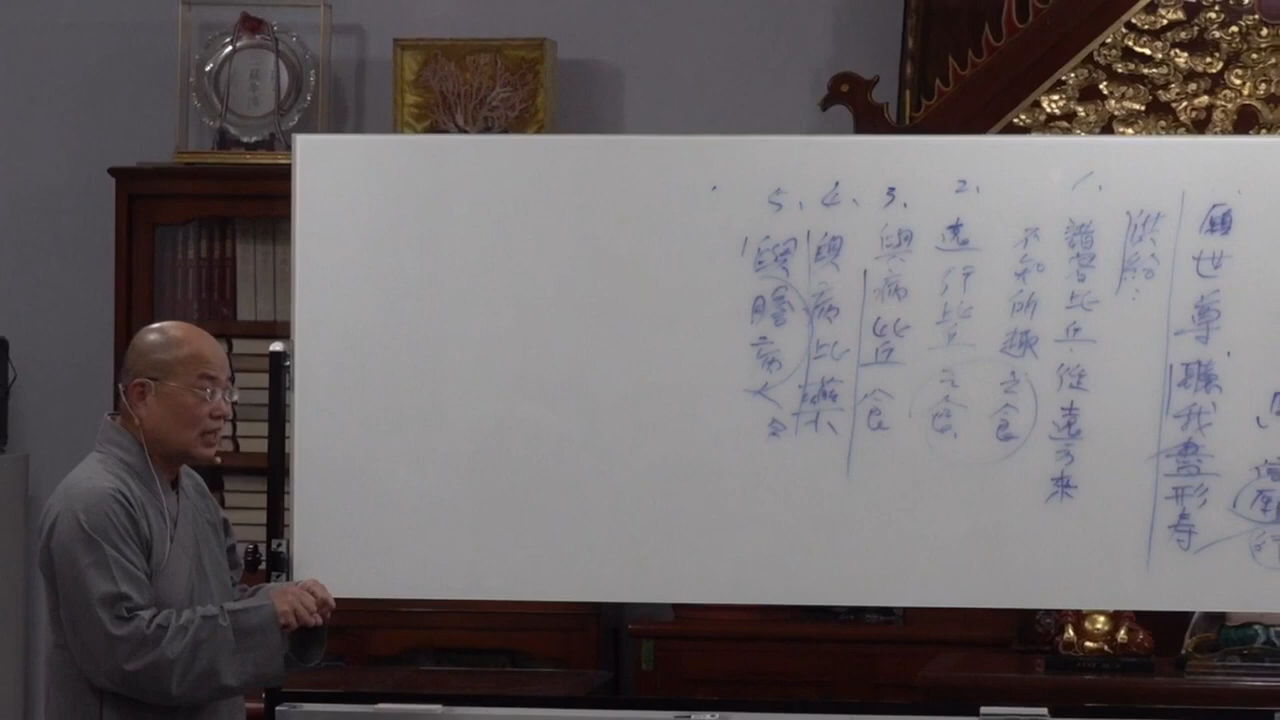 願世尊聽我盡形寿
供給：
1.
諸客比丘.從遠方來
不知所趣之食
2.
遠行比丘之食
3.
與病比丘食
4.
與病比丘藥
5.
與瞻病人食